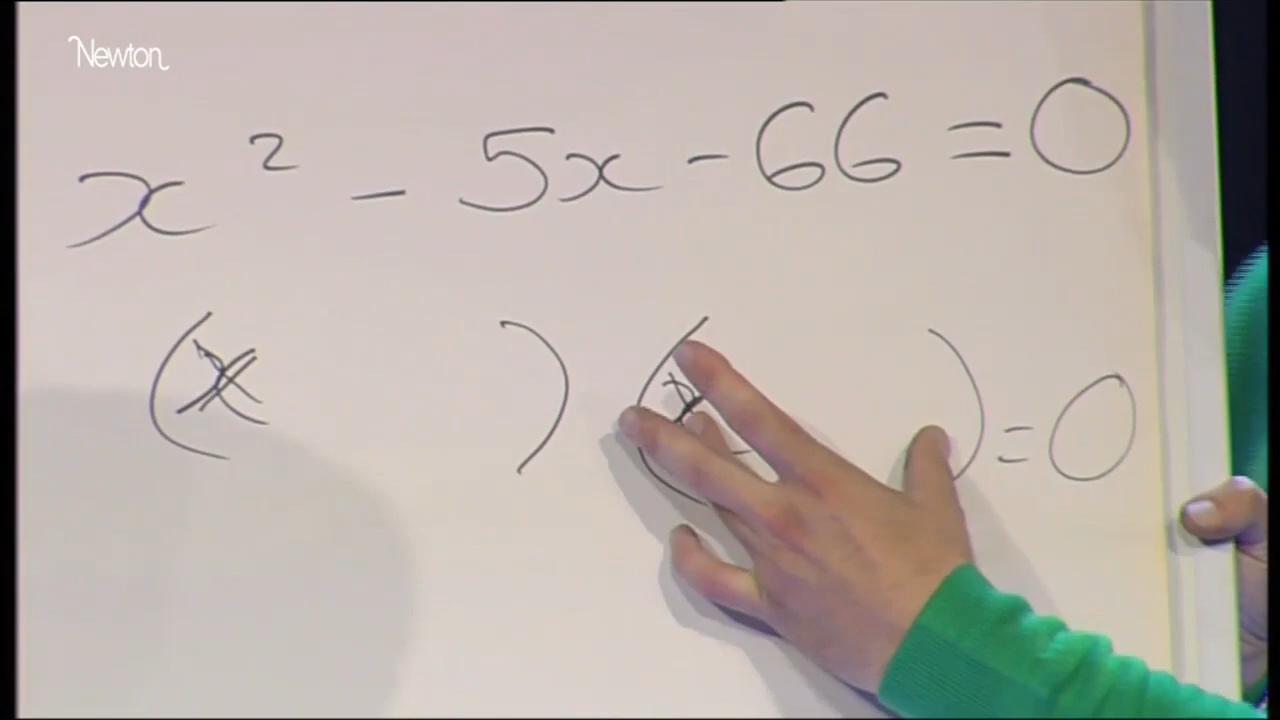 Newton
x² - 5x - 66 = 0
(x ) (x ) = 0